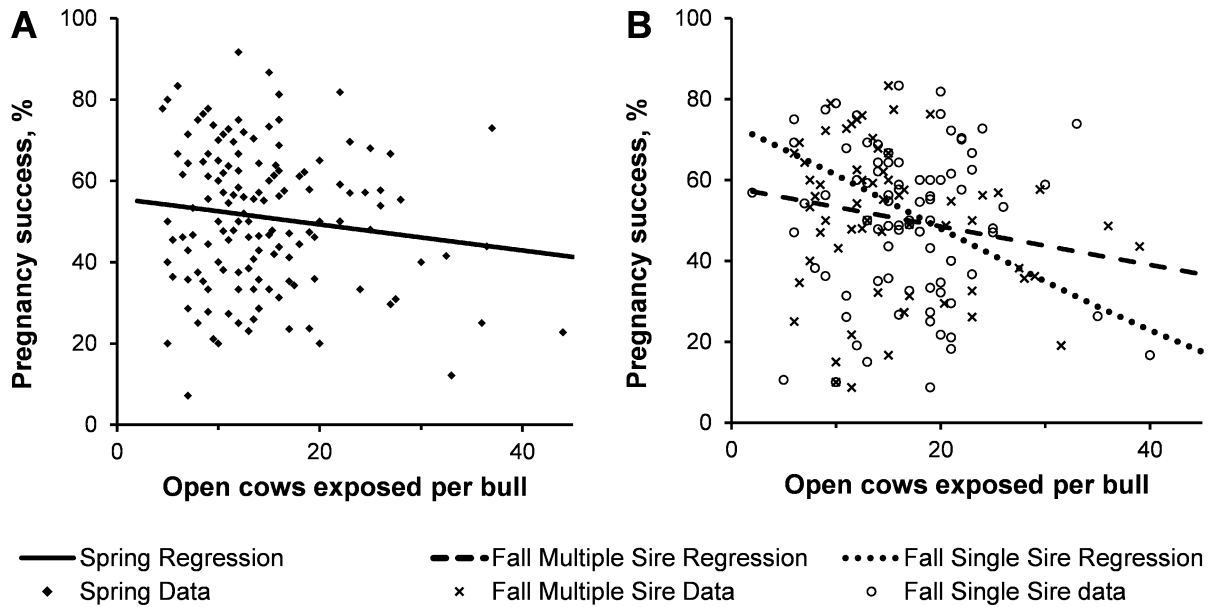 A
Pregnancy success, %
100
80
60
40
20
0
0 20 40
Open cows exposed per bull
B
Pregnancy success, %
100
80
60
40
20
0
0 20 40
Open cows exposed per bull
Spring Regression
Fall Multiple Sire Regression
Fall Single Sire Regression
Spring Data
Fall Multiple Sire Data
Fall Single Sire data